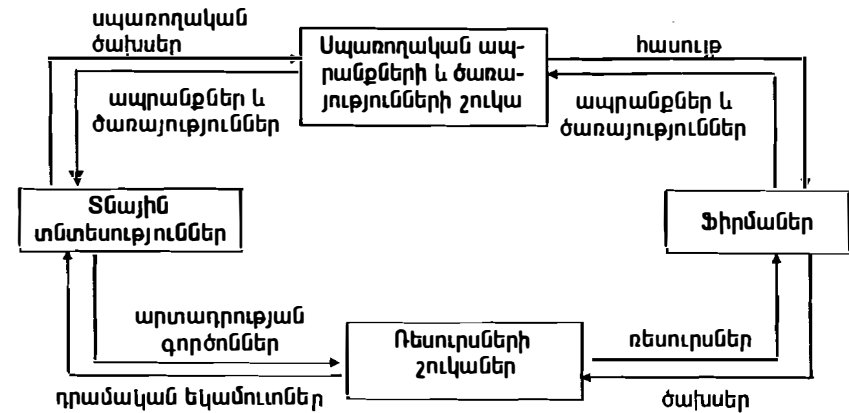 սպառողական
ծախսեր
Սպառողական ապ-
րանքների և ծառա-
յությունների շուկա
հասույթ
ապրանքներ և
ծառայություններ
ապրանքներ և
ծառայություններ
Տնային
տնտեսություններ
Ֆիրմաներ
արտադրության
գործոններ
Ռեսուրսների
շուկաներ
ռեսուրսներ
դրամական եկամուտներ
ծախսեր